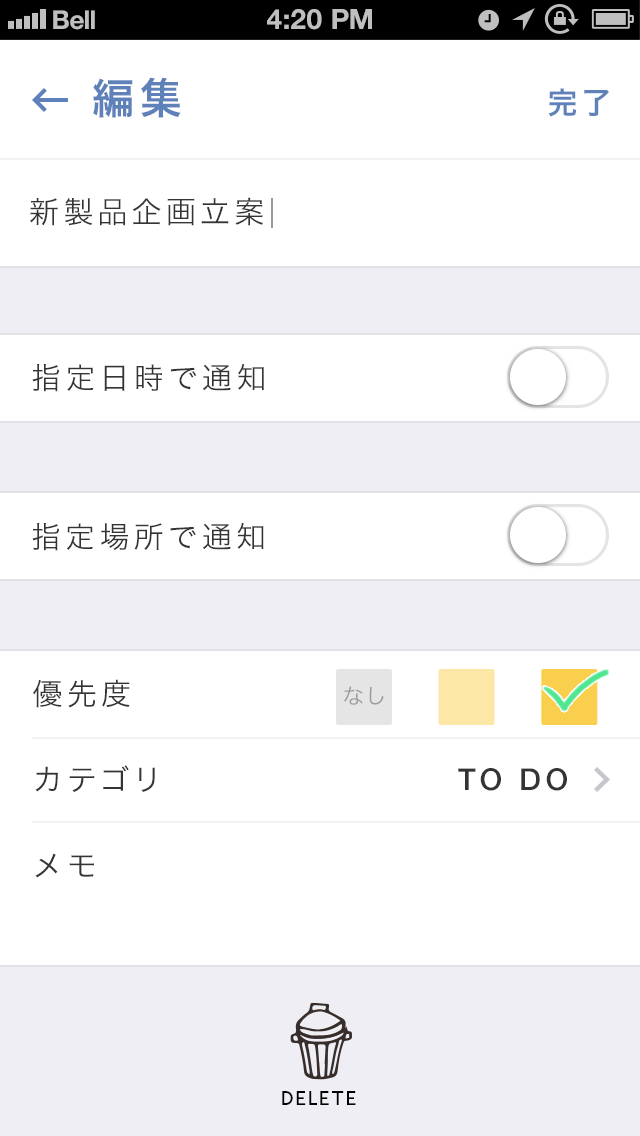 Bell 4:20 PM
編集 完了
新製品企画立案
指定日時で通知
指定場所で通知
優先度 なし
カテゴリ TO DO
メモ
DELETE